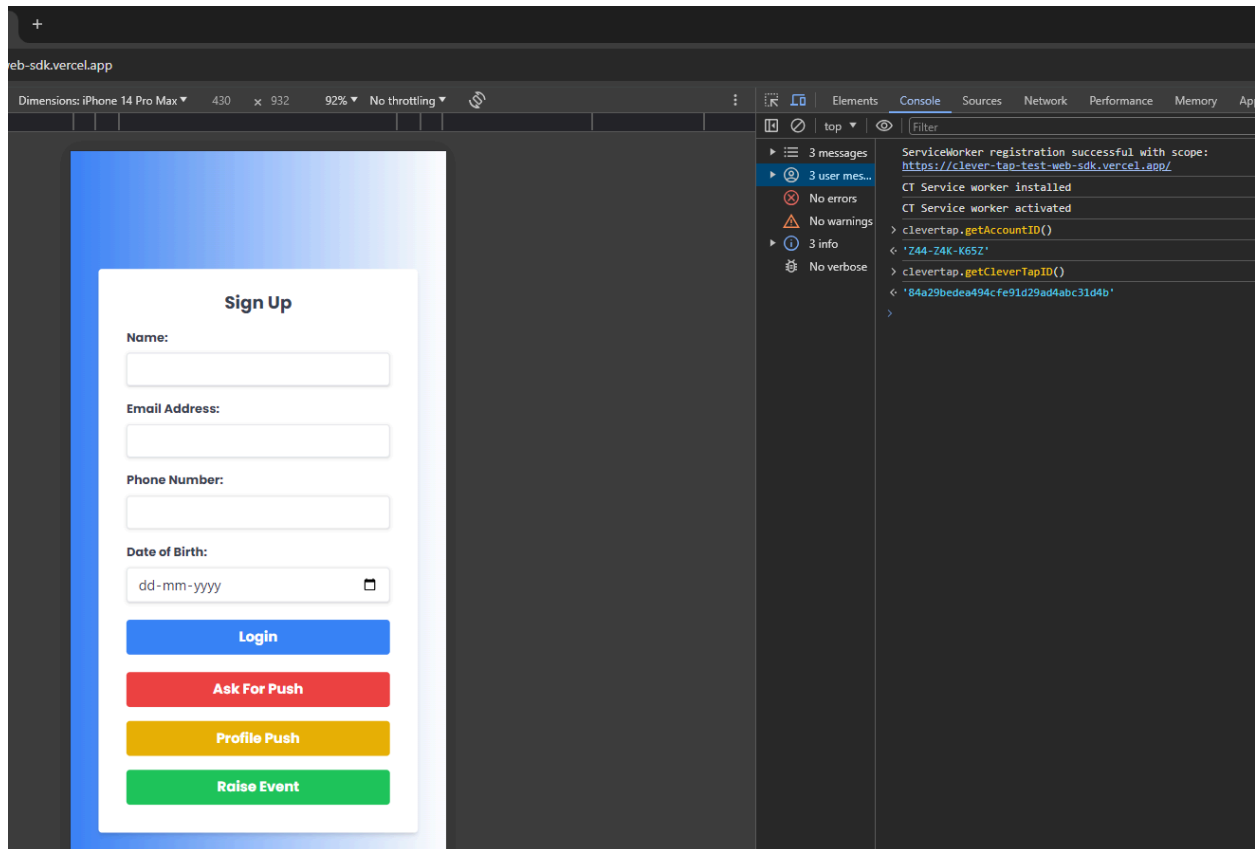 +
eb-sdk.vercel.app
Dimensions: iPhone 14 Pro Max ▼ 430 x 932 92% ▼ No throttling ▼
Elements Console Sources Network Performance Memory
top ▼ Filter
3 messages
3 user mes...
No errors
No warnings
3 info
No verbose
ServiceWorker registration successful with scope:
https://clever-tap-test-web-sdk.vercel.app/
CT Service worker installed
CT Service worker activated
> clevertap.getAccountID()
'Z44-Z4K-K65Z'
> clevertap.getCleverTapID()
'84a29bedea494cfe91d29ad4abc31d4b'
>
Sign Up
Name:
Email Address:
Phone Number:
Date of Birth:
dd-mm-yyyy
Login
Ask For Push
Profile Push
Raise Event